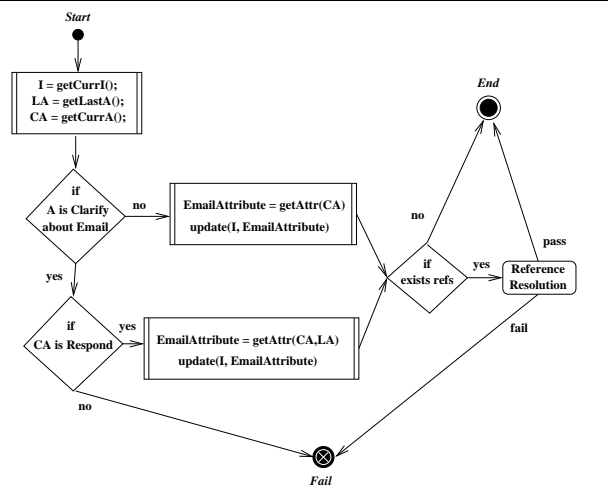 Start
I = getCurrI();
LA = getLastA();
CA = getCurrA();
End
if
A is Clarify
about Email
no
EmailAttribute = getAttr(CA)
update(I, EmailAttribute)
no
yes
if
exists refs
yes
Reference
Resolution
pass
fail
if
CA is Respond
yes
EmailAttribute = getAttr(CA,LA)
update(I, EmailAttribute)
no
Fail